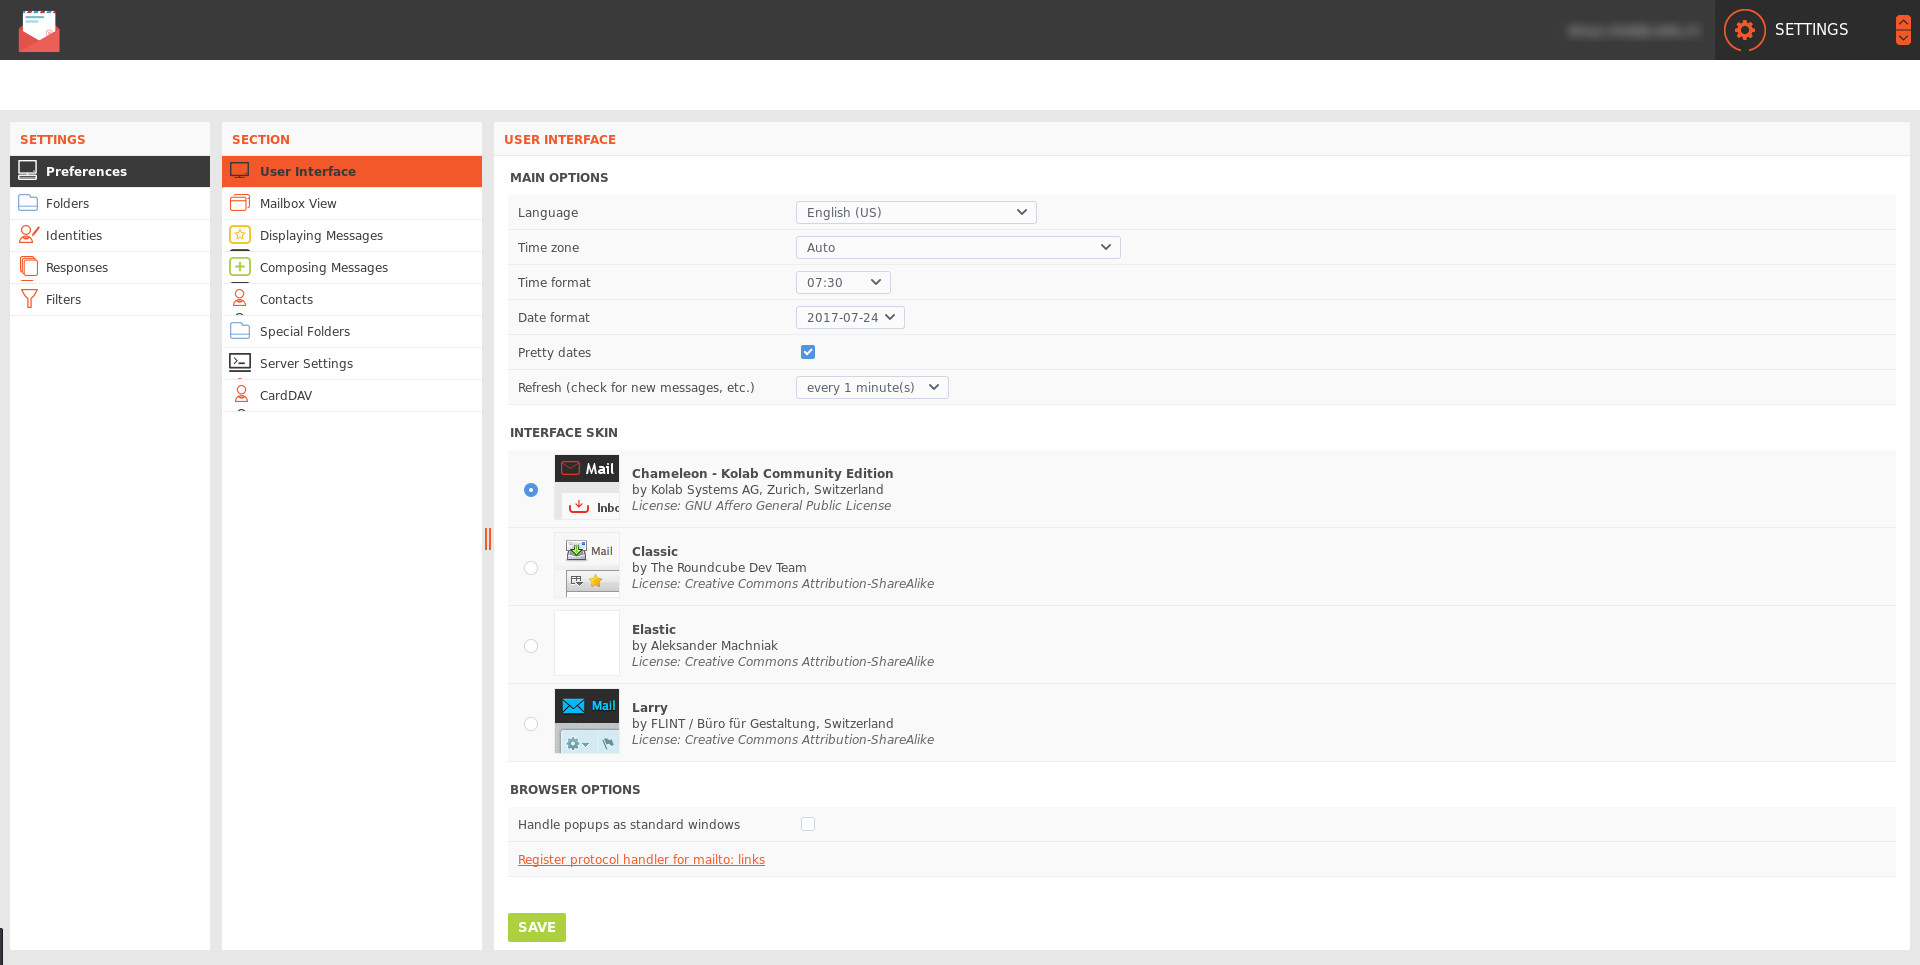 SETTINGS
SETTINGS
Preferences
Folders
Identities
Responses
Filters
SECTION
User Interface
Mailbox View
Displaying Messages
Composing Messages
Contacts
Special Folders
Server Settings
CardDAV
USER INTERFACE
MAIN OPTIONS
Language English (US)
Time zone Auto
Time format 07:30
Date format 2017-07-24
Pretty dates
Refresh (check for new messages, etc.) every 1 minute(s)
INTERFACE SKIN
Mail
Inbo
Chameleon - Kolab Community Edition
by Kolab Systems AG, Zurich, Switzerland
License: GNU Affero General Public License
Mail
Classic
by The Roundcube Dev Team
License: Creative Commons Attribution-ShareAlike
Elastic
by Aleksander Machniak
License: Creative Commons Attribution-ShareAlike
Mail
Larry
by FLINT / Büro für Gestaltung, Switzerland
License: Creative Commons Attribution-ShareAlike
BROWSER OPTIONS
Handle popups as standard windows
Register protocol handler for mailto: links
SAVE